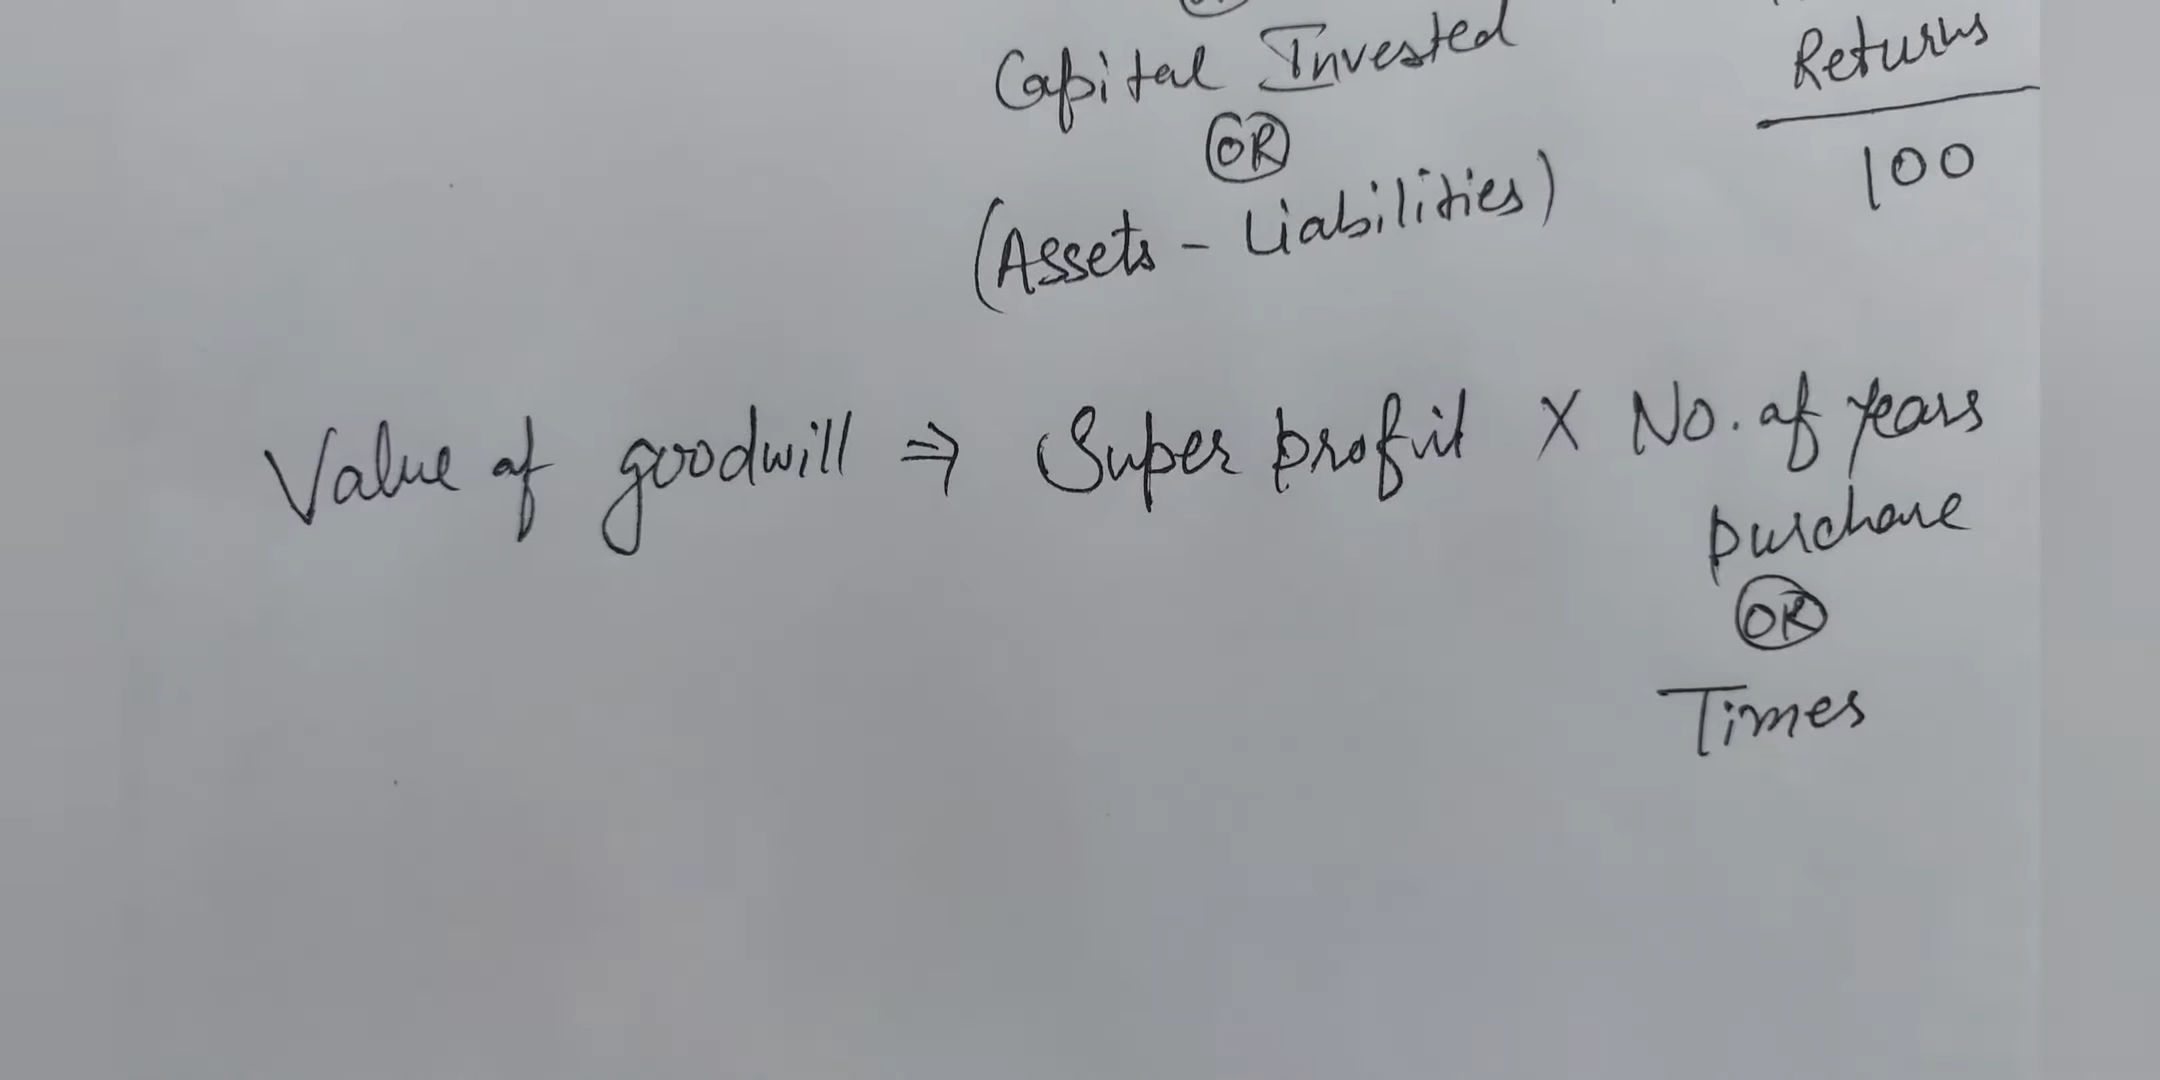 Capital Invested
Returns
OR
100
(Assets - Liabilities)
Value of goodwill ⇒ Super profit X No. of Years
purchase
OR
Times